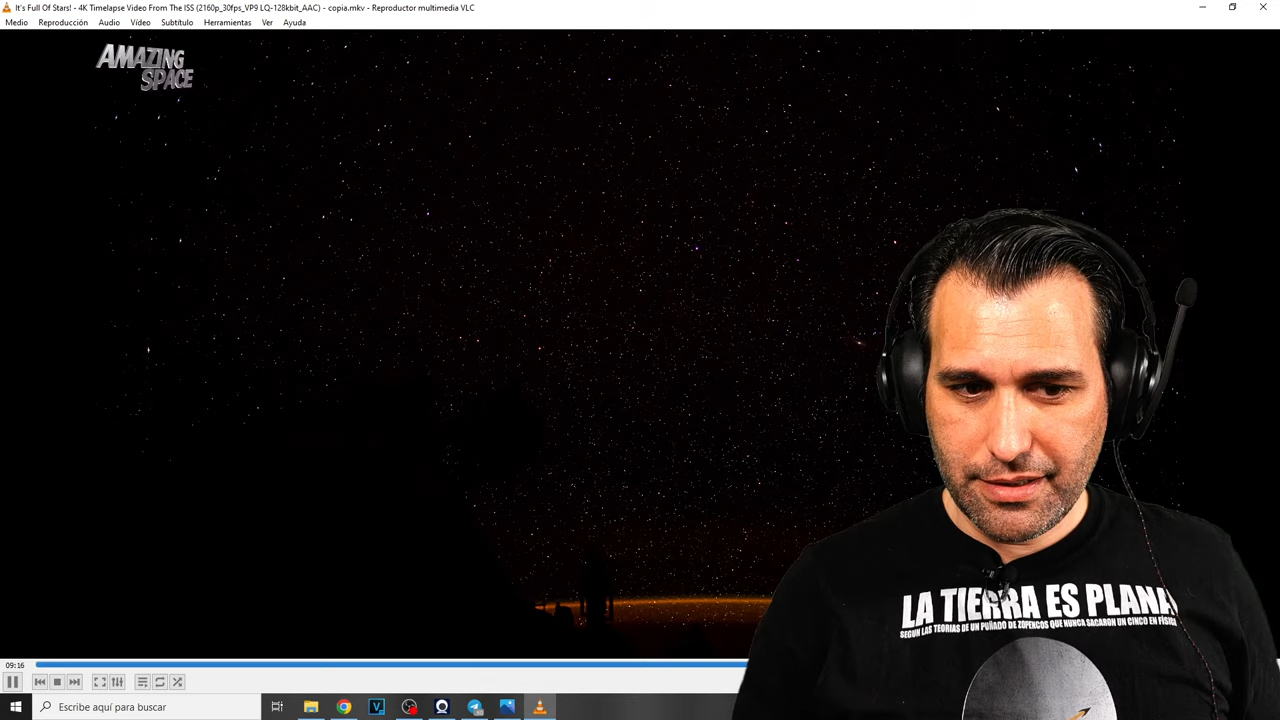 It's Full Of Stars! - 4K Timelapse Video From The ISS (2160p_30fps_VP9 LQ-128kbit_AAC) - copia.mkv - Reproductor multimedia VLC
Medio Reproducción Audio Vídeo Subtítulo Herramientas Ver Ayuda
AMAZING
SPACE
LA TIERRA ES PLANA
SEGUN LAS TEORIAS DE UN PUÑADO DE ZOPENCOS QUE NUNCA SACARON UN CINCO EN FÍSICA
09:16
Escribe aquí para buscar